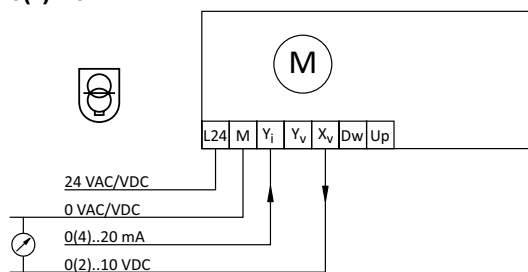 M
L24 M Yi Yv Xv Dw Up
24 VAC/VDC
0 VAC/VDC
0(4)..20 mA
0(2)..10 VDC